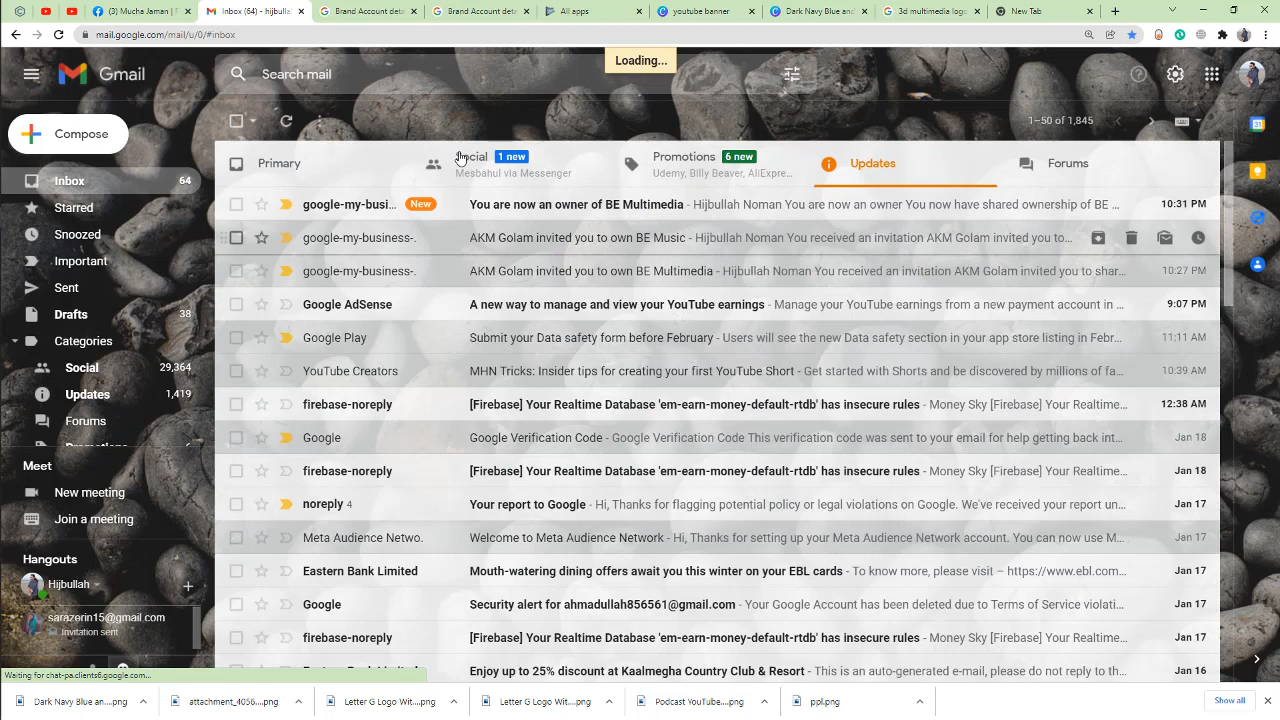 (3) Mucha Jaman | F
Inbox (64) - hijbullah
Brand Account deta
Brand Account deta
All apps
youtube banner
Dark Navy Blue and
3d multimedia logo
New Tab
mail.google.com/mail/u/0/#inbox
Loading...
Gmail
Search mail
Compose
1–50 of 1,845
Primary
Social 1 new
Mesbahul via Messenger
Promotions 6 new
Udemy, BIlly Beaver, AliExpre...
Updates
Forums
Inbox 64
Starred
Snoozed
Important
Sent
Drafts 38
Categories
Social 29,364
Updates 1,419
Forums
Promotions 6
Meet
New meeting
Join a meeting
Hangouts
Hijbullah
sarazerin15@gmail.com
Invitation sent
google-my-busi... New You are now an owner of BE Multimedia - Hijbullah Noman You are now an owner You now have shared ownership of BE ... 10:31 PM
google-my-business-. AKM Golam invited you to own BE Music - Hijbullah Noman You received an invitation AKM Golam invited you to...
google-my-business-. AKM Golam invited you to own BE Multimedia - Hijbullah Noman You received an invitation AKM Golam invited you to shar... 10:27 PM
Google AdSense A new way to manage and view your YouTube earnings - Manage your YouTube earnings from a new payment account in ... 9:07 PM
Google Play Submit your Data safety form before February - Users will see the new Data safety section in your app store listing in Febr... 11:11 AM
YouTube Creators MHN Tricks: Insider tips for creating your first YouTube Short - Get started with Shorts and be discovered by millions of fa... 10:39 AM
firebase-noreply [Firebase] Your Realtime Database 'em-earn-money-default-rtdb' has insecure rules - Money Sky [Firebase] Your Realtime... 12:38 AM
Google Google Verification Code - Google Verification Code This verification code was sent to your email for help getting back int... Jan 18
firebase-noreply [Firebase] Your Realtime Database 'em-earn-money-default-rtdb' has insecure rules - Money Sky [Firebase] Your Realtime... Jan 18
noreply 4 Your report to Google - Hi, Thanks for flagging potential policy or legal violations on Google. We've received your report un... Jan 17
Meta Audience Netwo. Welcome to Meta Audience Network - Hi, Thanks for setting up your Meta Audience Network account. You can now use M... Jan 17
Eastern Bank Limited Mouth-watering dining offers await you this winter on your EBL cards - To know more, please visit – https://www.ebl.com... Jan 17
Google Security alert for ahmadullah856561@gmail.com - Your Google Account has been deleted due to Terms of Service violati... Jan 17
firebase-noreply [Firebase] Your Realtime Database 'em-earn-money-default-rtdb' has insecure rules - Money Sky [Firebase] Your Realtime... Jan 17
Eastern Bank Limited Enjoy up to 25% discount at Kaalmegha Country Club & Resort - This is an auto-generated e-mail, please do not reply to th... Jan 16
Waiting for chat-pa.clients6.google.com...
Dark Navy Blue an....png
attachment_4056....png
Letter G Logo Wit....png
Letter G Logo Wit....png
Podcast YouTube....png
ppl.png
Show all